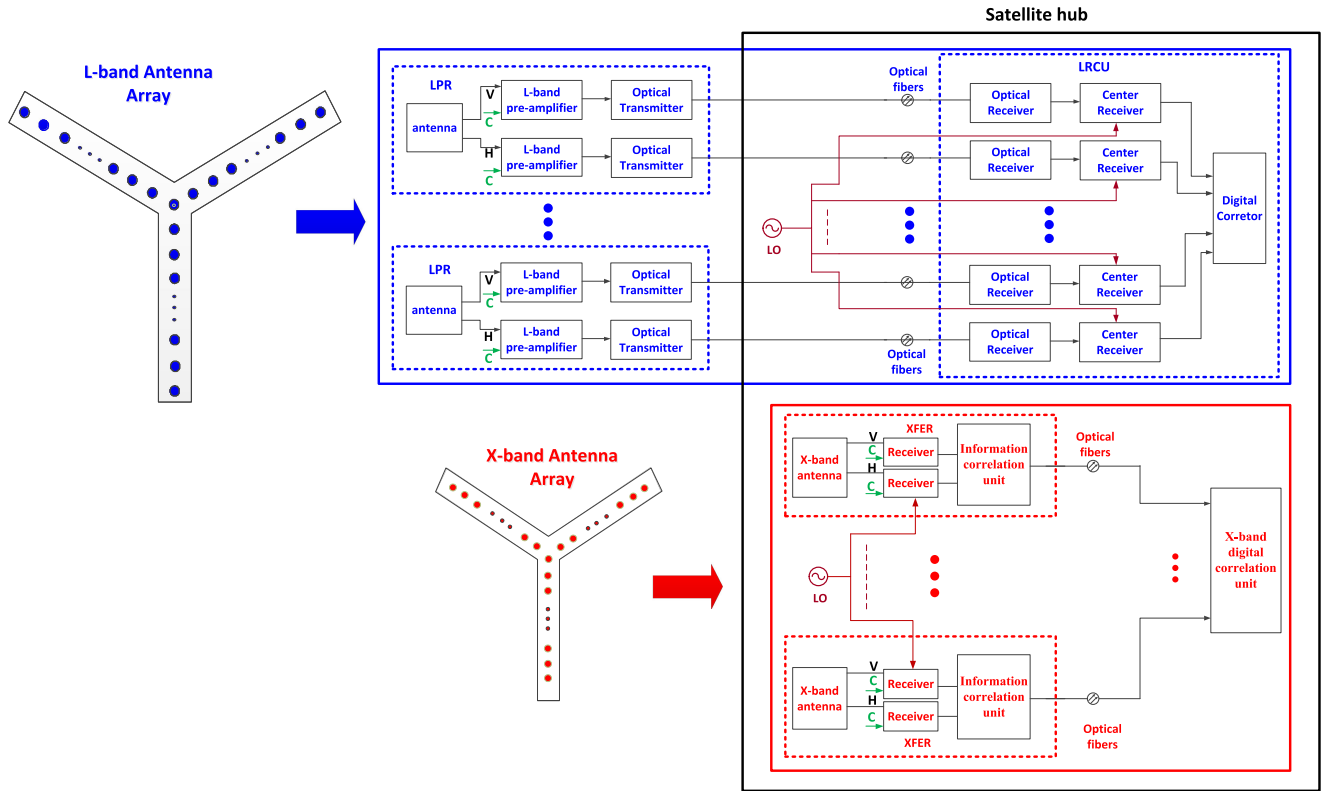 Satellite hub
L-band Antenna
Array
LPR
antenna
V
C
H
C
L-band
pre-amplifier
Optical
Transmitter
L-band
pre-amplifier
Optical
Transmitter
Optical
fibers
LRCU
Optical
Receiver
Center
Receiver
Optical
Receiver
Center
Receiver
LO
Digital
Corretor
LPR
antenna
V
C
H
C
L-band
pre-amplifier
Optical
Transmitter
L-band
pre-amplifier
Optical
Transmitter
Optical
Receiver
Center
Receiver
Optical
Receiver
Center
Receiver
Optical
fibers
X-band Antenna
Array
X-band
antenna
V
C
H
C
XFER
Receiver
Receiver
Information
correlation
unit
Optical
fibers
LO
X-band
digital
correlation
unit
X-band
antenna
V
C
H
C
Receiver
Receiver
XFER
Information
correlation
unit
Optical
fibers